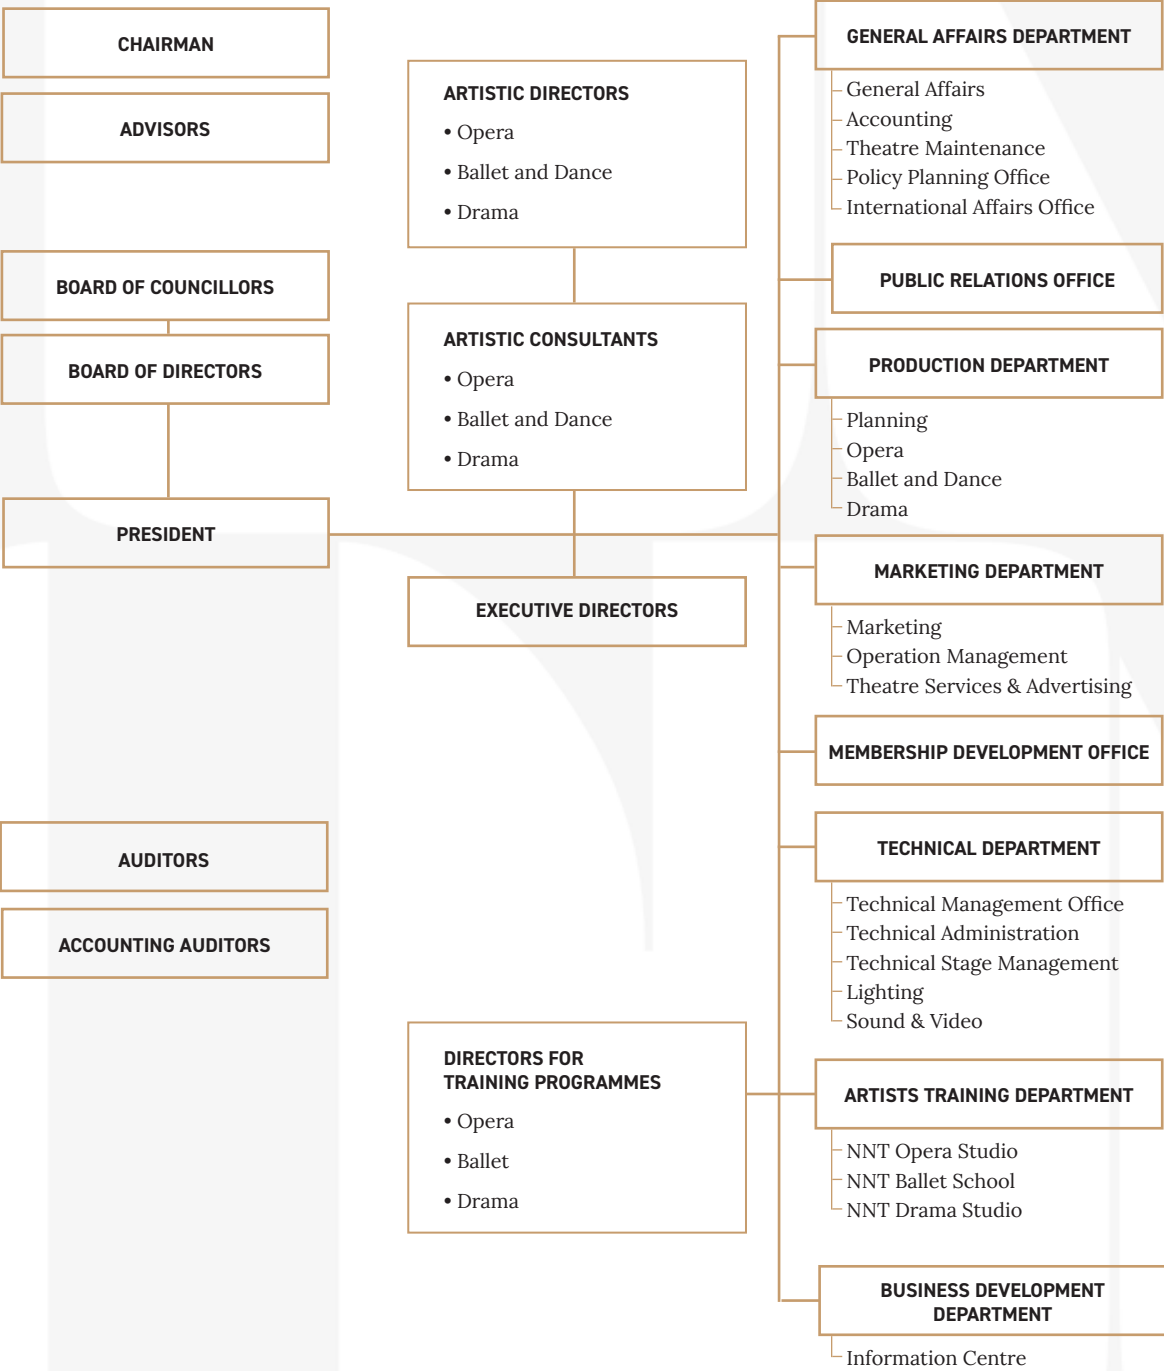 CHAIRMAN
ADVISORS
BOARD OF COUNCILLORS
BOARD OF DIRECTORS
PRESIDENT
AUDITORS
ACCOUNTING AUDITORS
ARTISTIC DIRECTORS
• Opera
• Ballet and Dance
• Drama
ARTISTIC CONSULTANTS
• Opera
• Ballet and Dance
• Drama
EXECUTIVE DIRECTORS
DIRECTORS FOR
TRAINING PROGRAMMES
• Opera
• Ballet
• Drama
GENERAL AFFAIRS DEPARTMENT
General Affairs
Accounting
Theatre Maintenance
Policy Planning Office
International Affairs Office
PUBLIC RELATIONS OFFICE
PRODUCTION DEPARTMENT
Planning
Opera
Ballet and Dance
Drama
MARKETING DEPARTMENT
Marketing
Operation Management
Theatre Services & Advertising
MEMBERSHIP DEVELOPMENT OFFICE
TECHNICAL DEPARTMENT
Technical Management Office
Technical Administration
Technical Stage Management
Lighting
Sound & Video
ARTISTS TRAINING DEPARTMENT
NNT Opera Studio
NNT Ballet School
NNT Drama Studio
BUSINESS DEVELOPMENT
DEPARTMENT
Information Centre